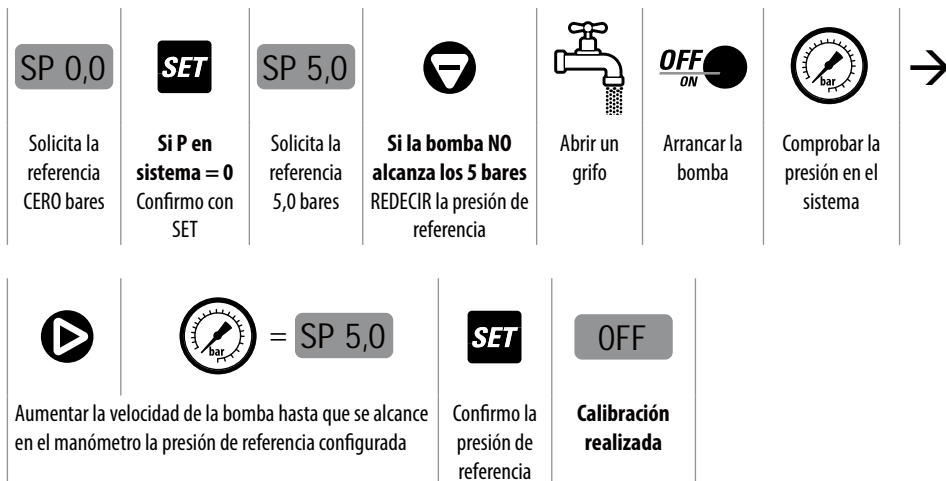 SP 0,0
SET
SP 5,0
OFF
ON
bar
Solicita la
referencia
CERO bares
Si P en
sistema = 0
Confirmo con
SET
Solicita la
referencia
5,0 bares
Si la bomba NO
alcanza los 5 bares
REDECIR la presión de
referencia
Abrir un
grifo
Arrancar la
bomba
Comprobar la
presión en el
sistema
bar
= SP 5,0
SET
OFF
Aumentar la velocidad de la bomba hasta que se alcance
en el manómetro la presión de referencia configurada
Confirmo la
presión de
referencia
Calibración
realizada